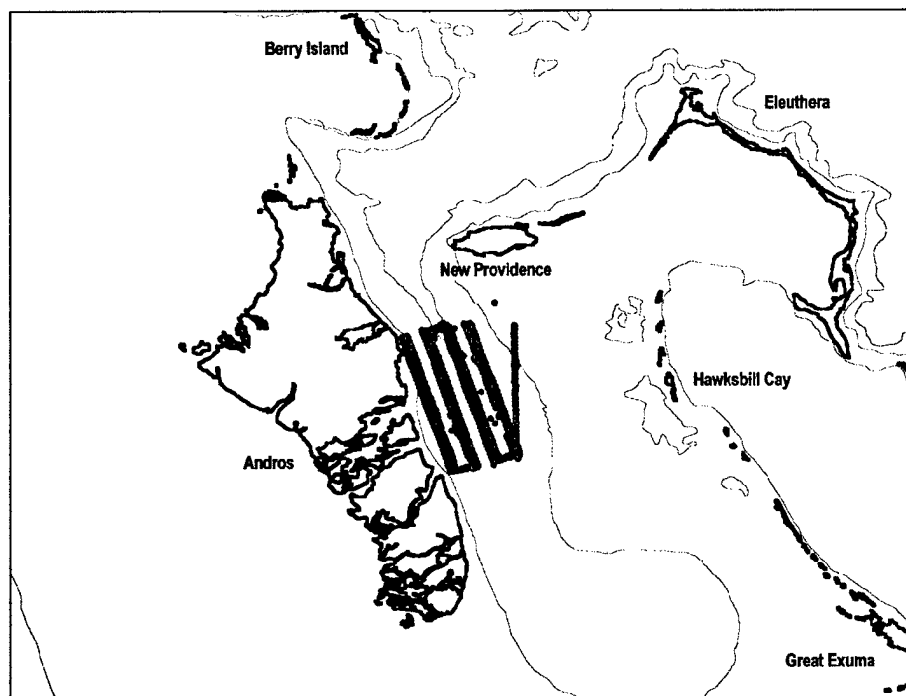 Berry Island
Eleuthera
New Providence
Hawksbill Cay
Andros
Great Exuma